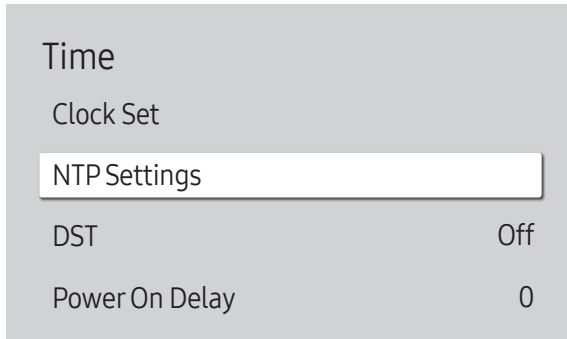 Time
Clock Set
NTP Settings
DST Off
Power On Delay 0